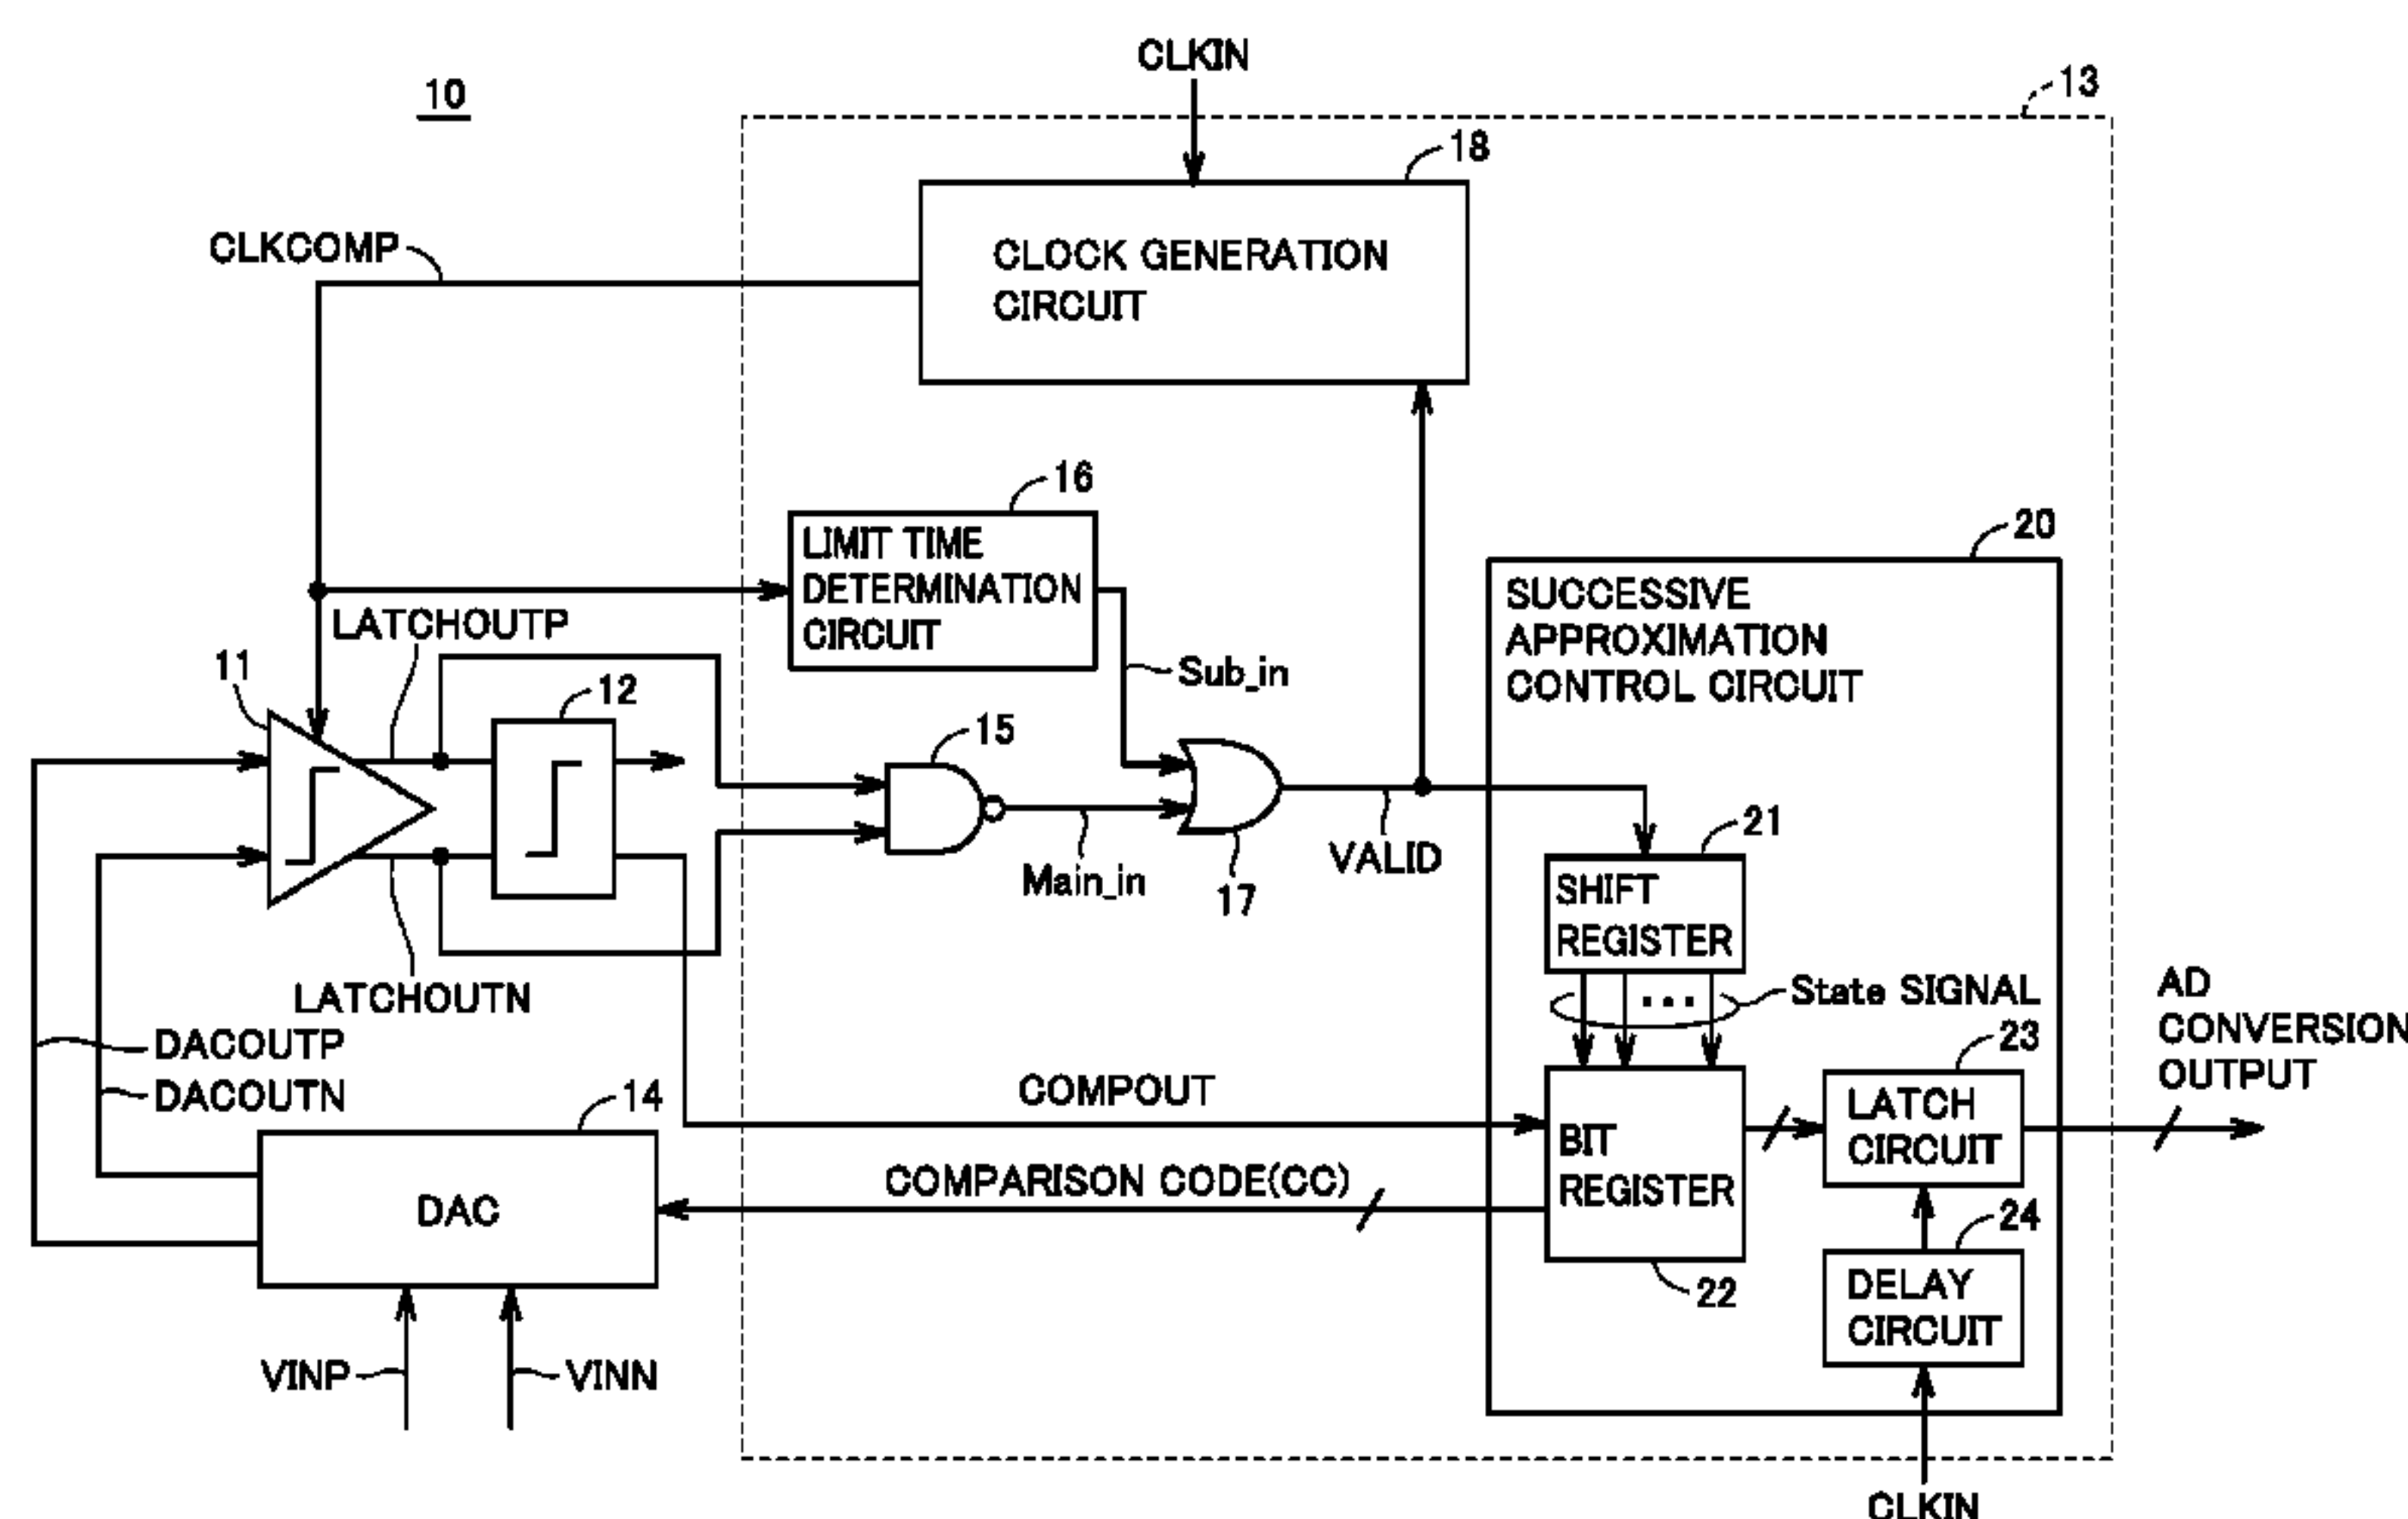 CLKIN
10
13
18
CLKCOMP
CLOCK GENERATION
CIRCUIT
16
LIMIT TIME
DETERMINATION
CIRCUIT
20
SUCCESSIVE
APPROXIMATION
CONTROL CIRCUIT
LATCHOUTP
11
12
Sub_in
15
Main_in
17
VALID
21
SHIFT
REGISTER
LATCHOUTN
State SIGNAL
AD
CONVERSION
OUTPUT
DACOUTP
DACOUTN
14
COMPOUT
23
LATCH
CIRCUIT
BIT
REGISTER
COMPARISON CODE(CC)
DAC
24
22
DELAY
CIRCUIT
VINP
VINN
CLKIN